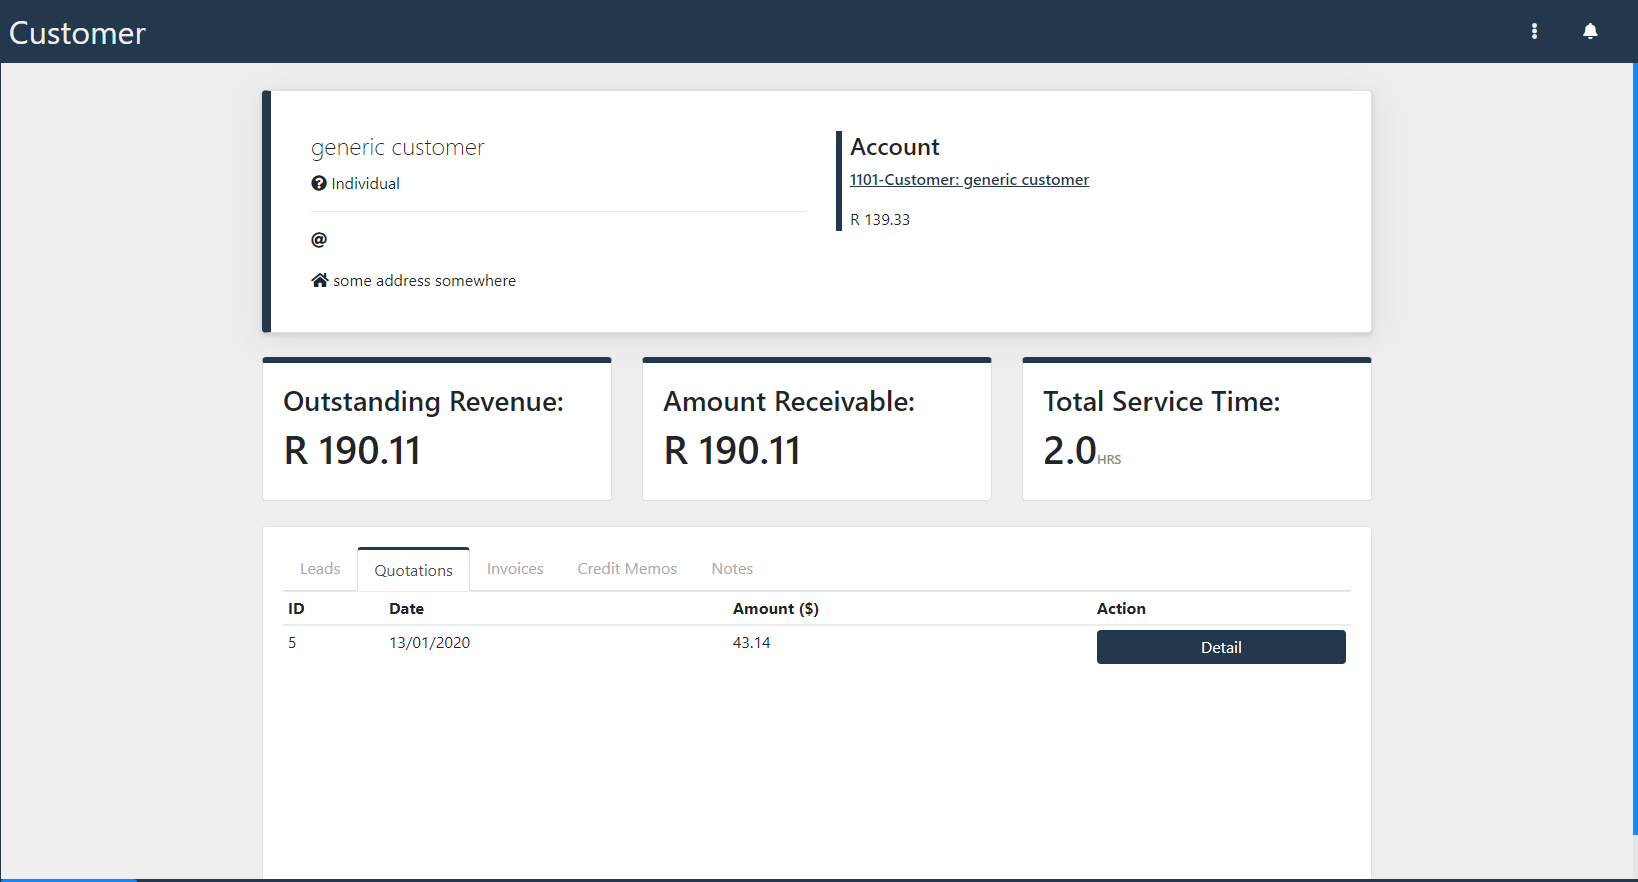 Customer
generic customer
Individual
@
some address somewhere
Account
1101-Customer: generic customer
R 139.33
Outstanding Revenue:
R 190.11
Amount Receivable:
R 190.11
Total Service Time:
2.0HRS
Leads Quotations Invoices Credit Memos Notes
ID Date Amount ($) Action
5 13/01/2020 43.14 Detail